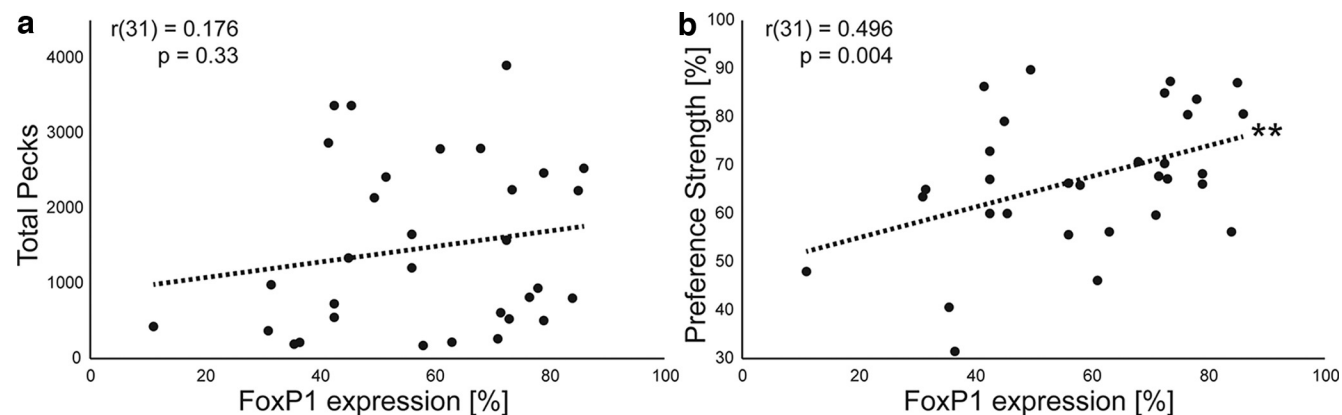 a
r(31) = 0.176
p = 0.33
Total Pecks
4000
3000
2000
1000
0
0 20 40 60 80 100
FoxP1 expression [%]
b
r(31) = 0.496
p = 0.004
**
Preference Strength [%]
100
90
80
70
60
50
40
30
0 20 40 60 80 100
FoxP1 expression [%]